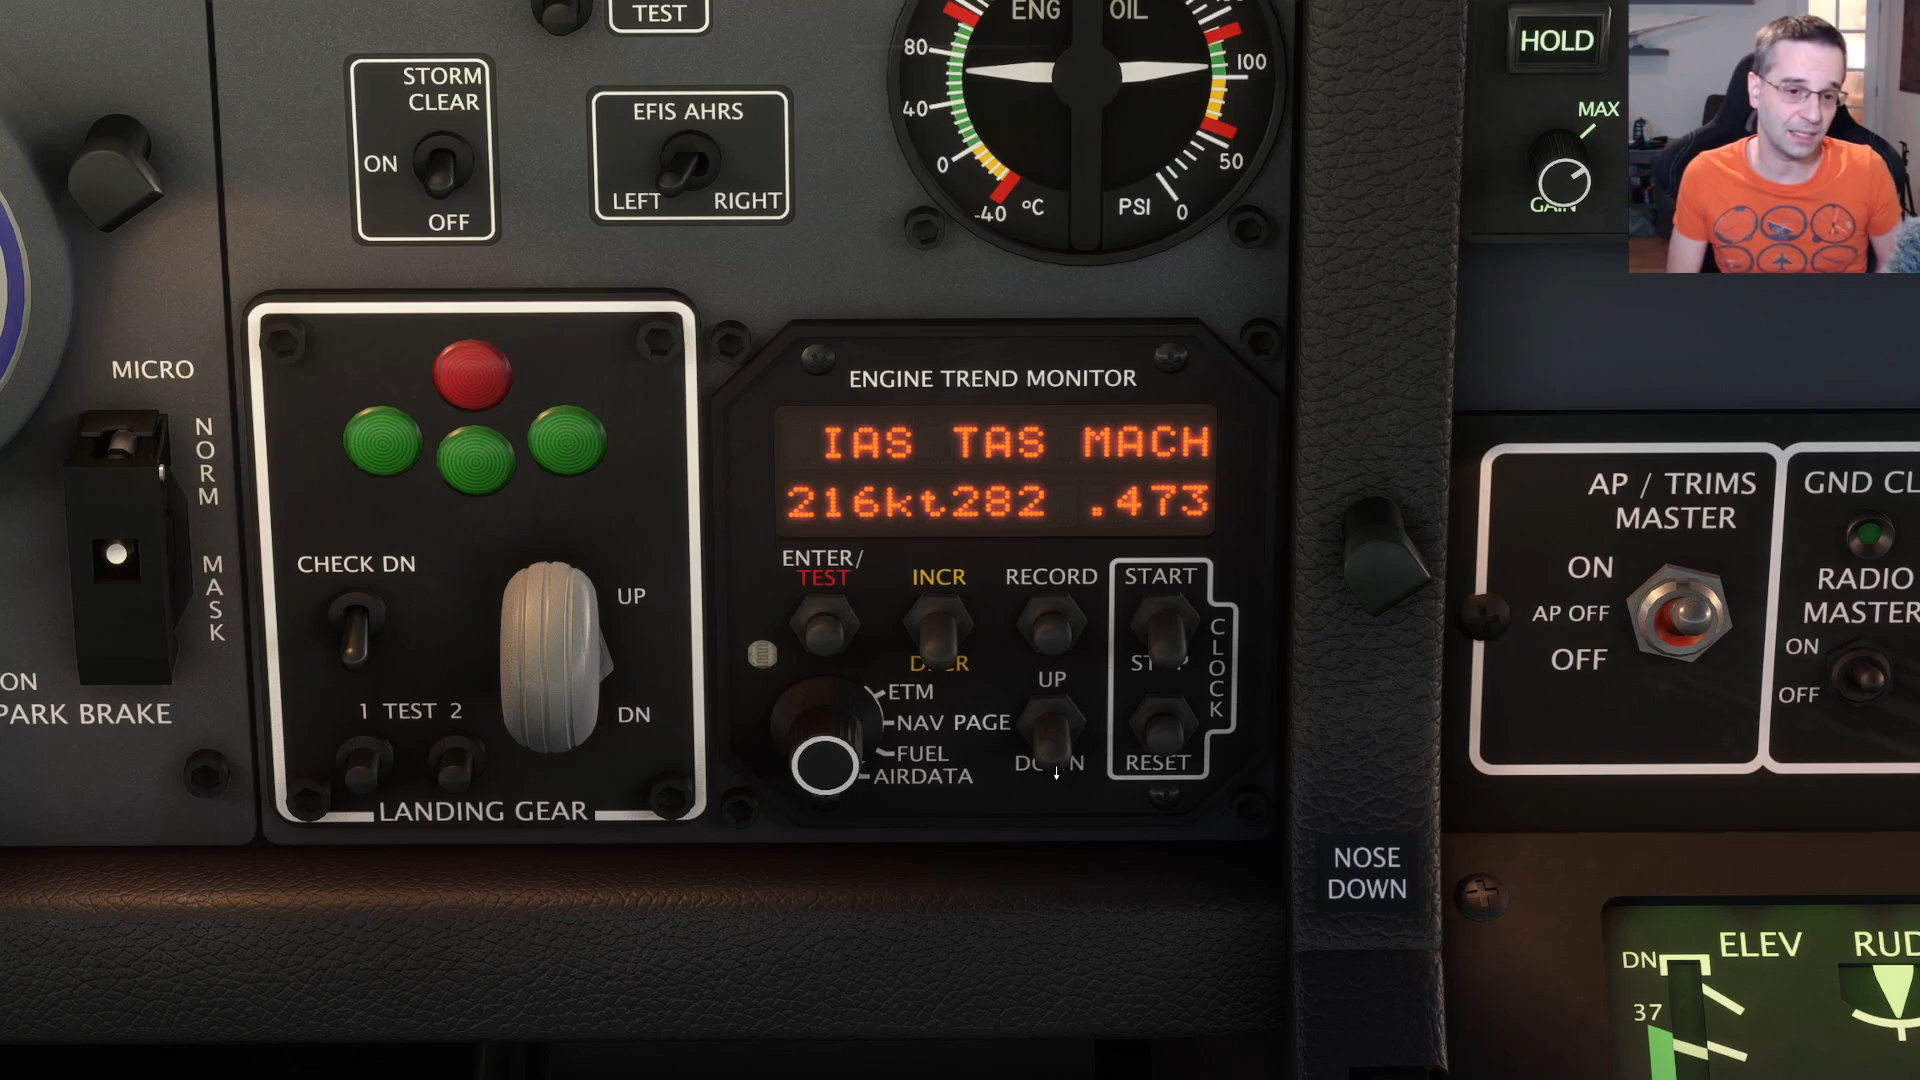 TEST
STORM
CLEAR
ON
OFF
EFIS AHRS
LEFT
RIGHT
ENG
OIL
80
40
0
-40
°C
100
50
PSI
0
HOLD
MAX
MICRO
NORM
MASK
ON
PARK BRAKE
CHECK DN
UP
DN
1 TEST 2
LANDING GEAR
ENGINE TREND MONITOR
IAS TAS MACH
216kt282 .473
ENTER/
TEST
INCR
RECORD
START
CLOCK
ETM
NAV PAGE
FUEL
AIRDATA
UP
RESET
AP / TRIMS
MASTER
ON
AP OFF
OFF
RADIO
MASTER
ON
OFF
NOSE
DOWN
ELEV
DN
37